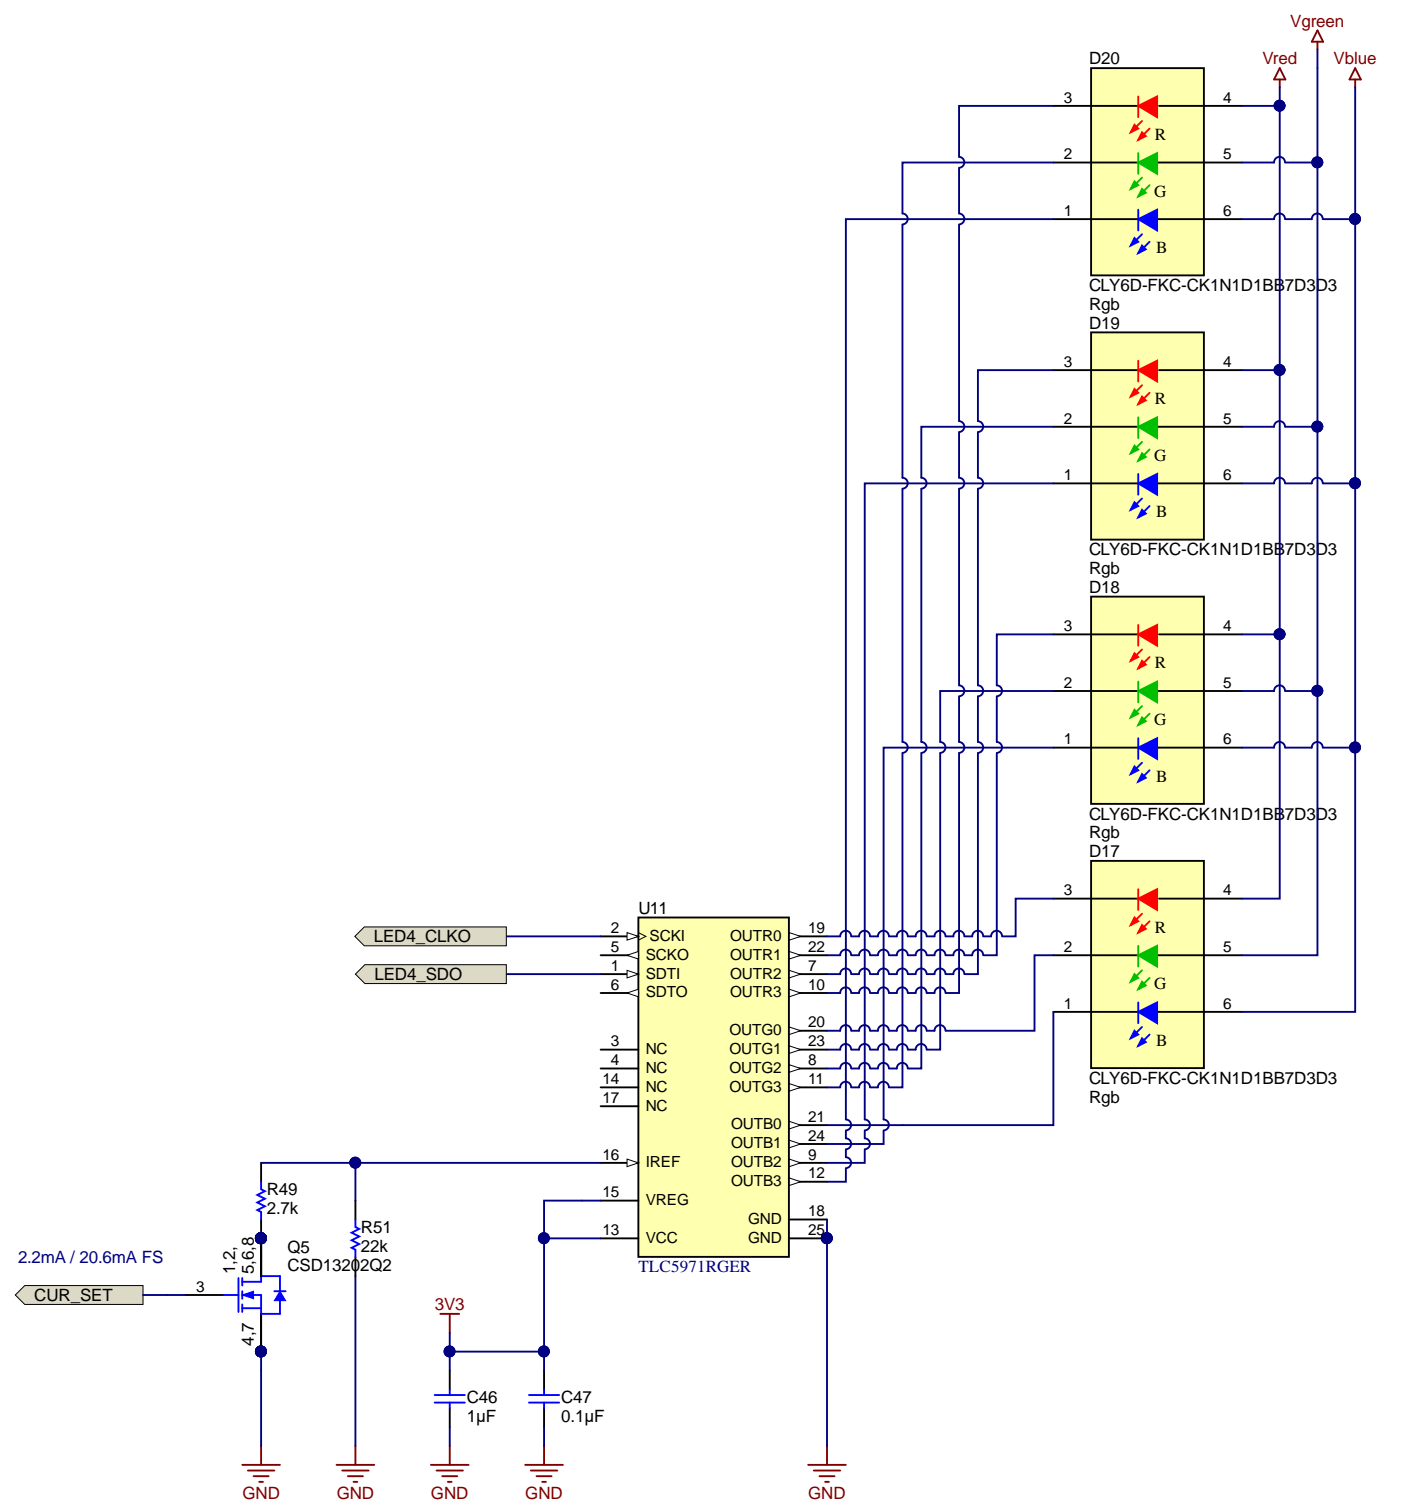 Vgreen
Vred
Vblue
D20
3
4
R
2
5
G
1
6
B
CLY6D-FKC-CK1N1D1BB7D3D3
Rgb
D19
3
4
R
2
5
G
1
6
B
CLY6D-FKC-CK1N1D1BB7D3D3
Rgb
D18
3
4
R
2
5
G
1
6
B
CLY6D-FKC-CK1N1D1BB7D3D3
Rgb
D17
3
4
R
2
5
G
1
6
B
CLY6D-FKC-CK1N1D1BB7D3D3
Rgb
U11
LED4_CLKO
2
SCKI
OUTR0
19
5
SCKO
OUTR1
22
LED4_SDO
1
SDTI
OUTR2
7
6
SDTO
OUTR3
10
OUTG0
20
3
NC
OUTG1
23
4
NC
OUTG2
8
14
NC
OUTG3
11
17
NC
OUTB0
21
OUTB1
24
16
IREF
OUTB2
9
OUTB3
12
15
VREG
GND
18
13
VCC
GND
25
TLC5971RGER
R49
2.7k
R51
22k
1,2,
5,6,8
Q5
CSD13202Q2
2.2mA / 20.6mA FS
CUR_SET
3
4,7
3V3
C46
1µF
C47
0.1µF
GND
GND
GND
GND
GND